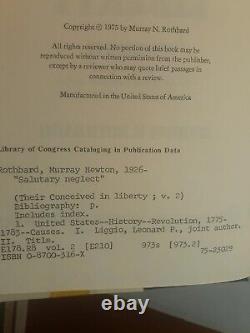 Copyright © 1975 by Murray N. Rothbard
All rights reserved. No portion of this book may be
reproduced without written permission from the publisher,
except by a reviewer who may quote brief passages in
connection with a review.
Manufactured in the United States of America
Library of Congress Cataloging in Publication Data
Rothbard, Murray Newton, 1926-
"Salutary neglect"
(Their Conceived in liberty ; v. 2)
Bibliography: p.
Includes index.
1. United States--History--Revolution, 1775-
1783--Causes. I. Liggio, Leonard P., joint author.
II. Title.
E178.R8 vol. 2 [E210] 973s [973.2]
ISBN 0-8700-316-X 75-23029